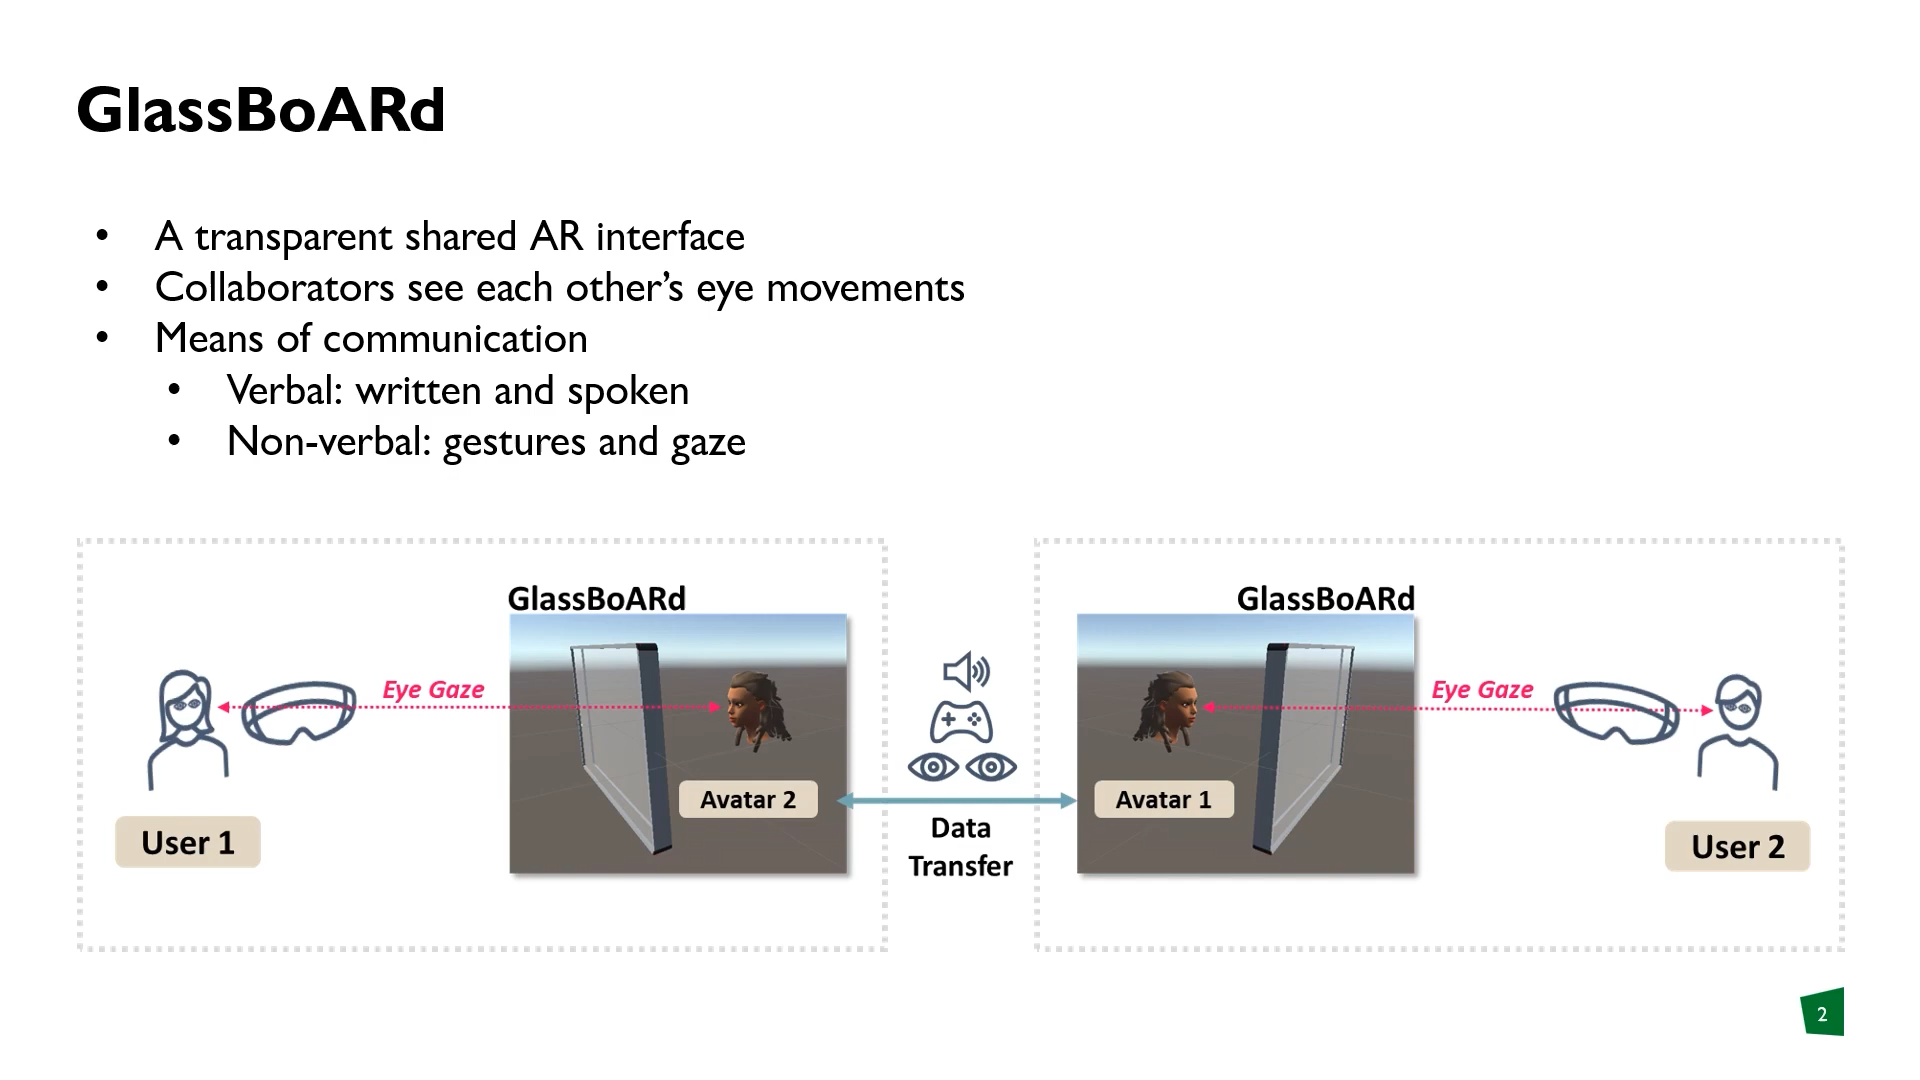 GlassBoARd
• A transparent shared AR interface
• Collaborators see each other’s eye movements
• Means of communication
• Verbal: written and spoken
• Non-verbal: gestures and gaze
GlassBoARd
Eye Gaze
Avatar 2
User 1
Data
Transfer
GlassBoARd
Eye Gaze
Avatar 1
User 2
2